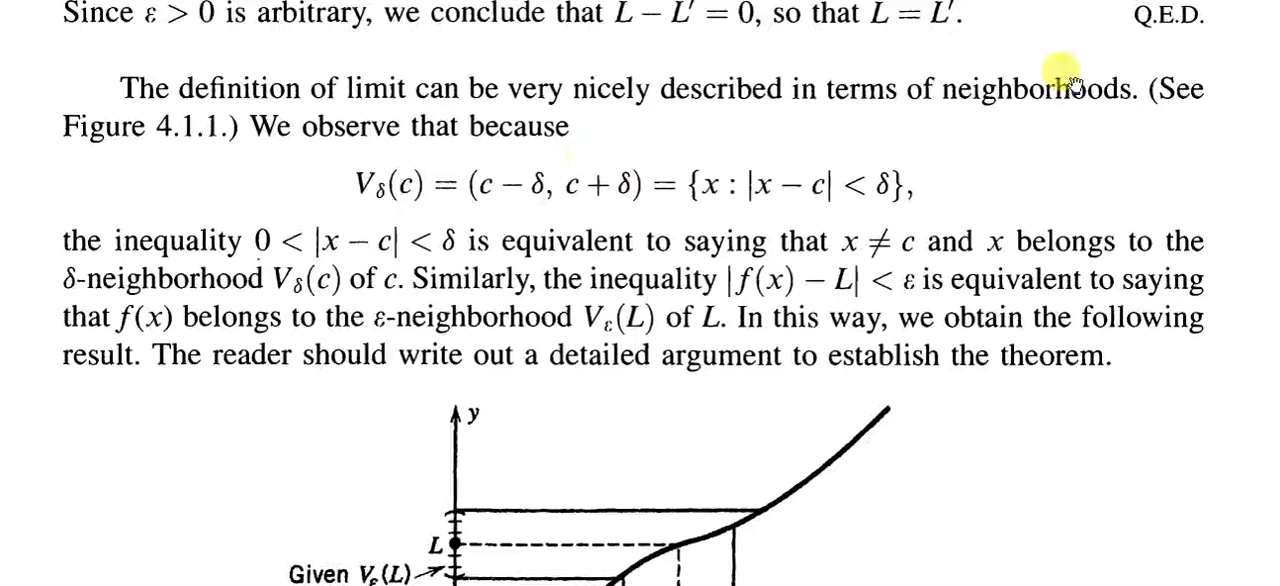 Since ε > 0 is arbitrary, we conclude that L − L′ = 0, so that L = L′. Q.E.D.
The definition of limit can be very nicely described in terms of neighborhoods. (See
Figure 4.1.1.) We observe that because
V_δ(c) = (c − δ, c + δ) = {x : |x − c| < δ},
the inequality 0 < |x − c| < δ is equivalent to saying that x ≠ c and x belongs to the
δ-neighborhood V_δ(c) of c. Similarly, the inequality |f(x) − L| < ε is equivalent to saying
that f(x) belongs to the ε-neighborhood V_ε(L) of L. In this way, we obtain the following
result. The reader should write out a detailed argument to establish the theorem.
y
L
Given V_ε(L)